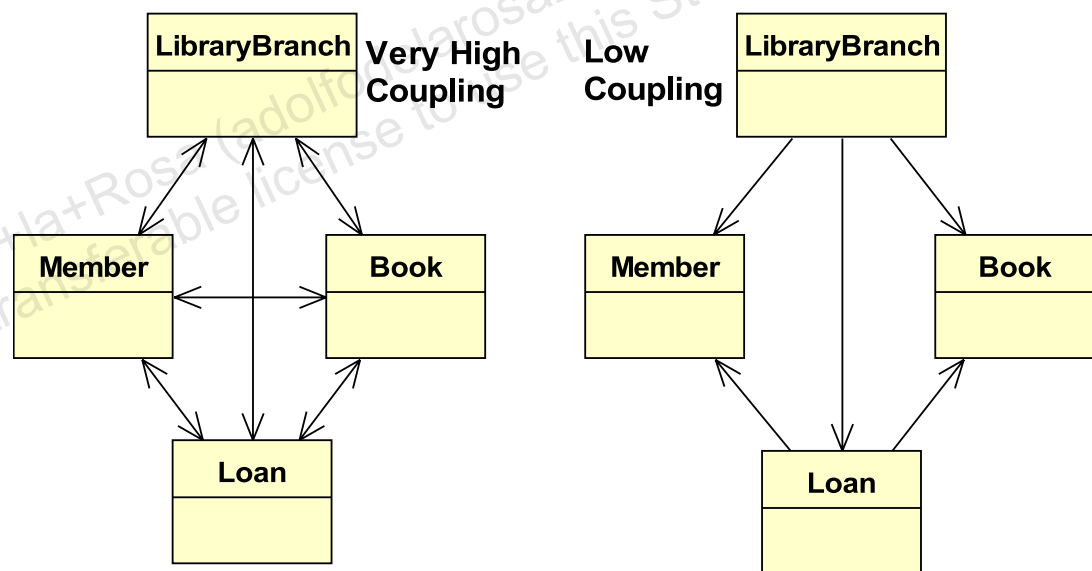 LibraryBranch
Very High
Coupling
Member
Book
Loan
Low
Coupling
LibraryBranch
Member
Book
Loan